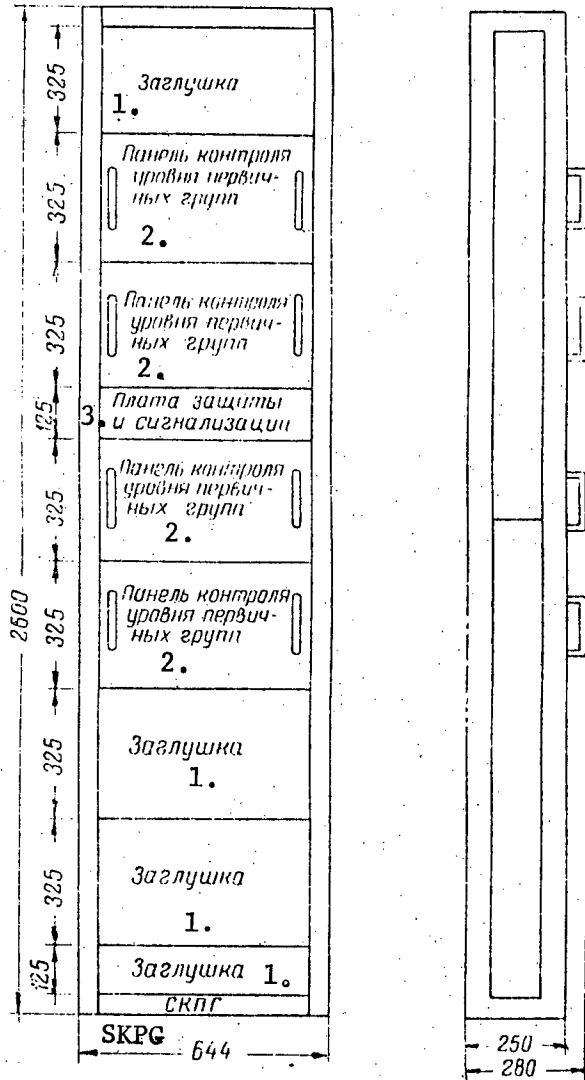 325
Заглушка
1.
325
Панель контроля
уровня первич-
ных групп
2.
325
Панель контроля
уровня первич-
ных групп
2.
125
3. Плата защиты
и сигнализации
325
Панель контроля
уровня первич-
ных групп
2.
2600
325
Панель контроля
уровня первич-
ных групп
2.
325
Заглушка
1.
325
Заглушка
1.
125
Заглушка 1.
СКПГ
SKPG
644
250
280